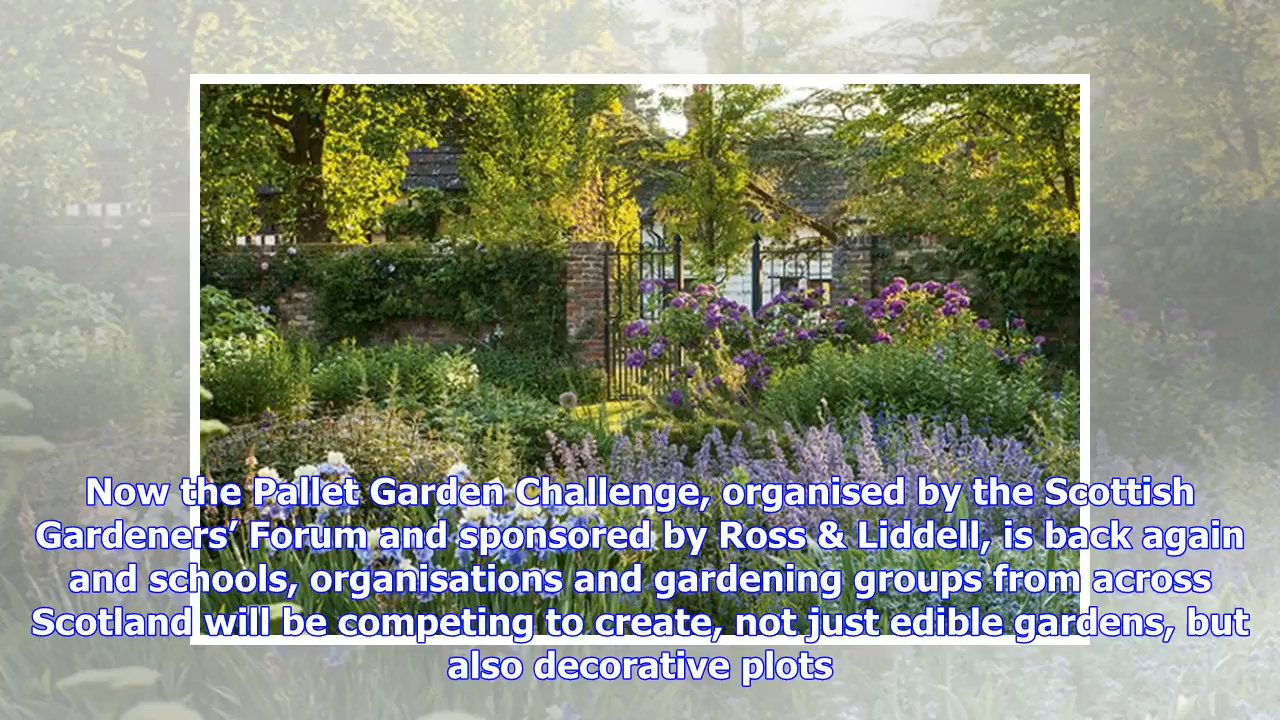 Now the Pallet Garden Challenge, organised by the Scottish
Gardeners’ Forum and sponsored by Ross & Liddell, is back again
and schools, organisations and gardening groups from across
Scotland will be competing to create, not just edible gardens, but
also decorative plots